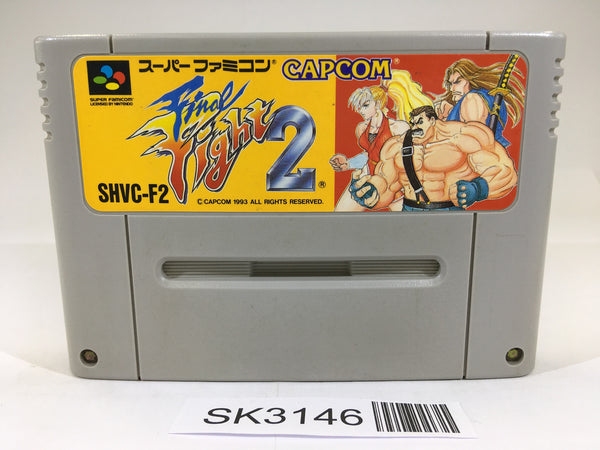 スーパーファミコン® CAPCOM®
SUPER FAMICOM
LICENSED BY NINTENDO
Final
Fight
2®
SHVC-F2
© CAPCOM 1993 ALL RIGHTS RESERVED.
SK3146